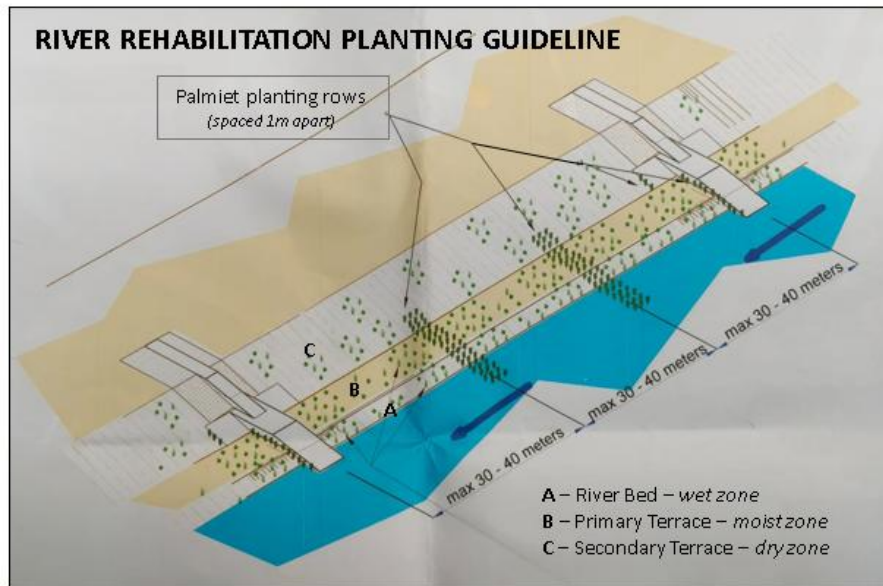 RIVER REHABILITATION PLANTING GUIDELINE
Palmiet planting rows
(spaced 1m apart)
C
B
A
max 30 - 40 meters
max 30 - 40 meters
max 30 - 40 meters
A – River Bed – wet zone
B – Primary Terrace – moist zone
C – Secondary Terrace – dry zone